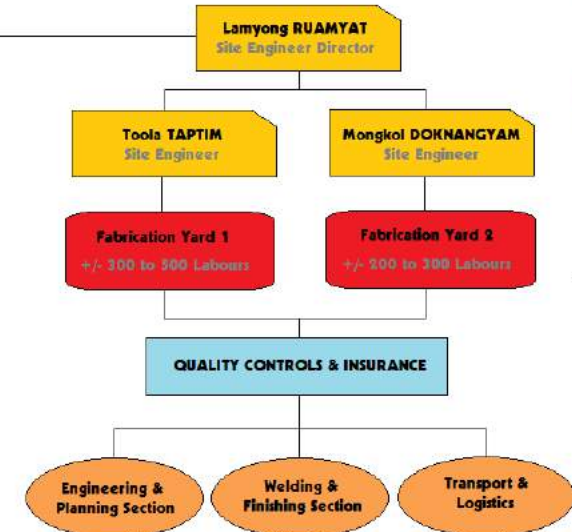 Lamyong RUAMYAT
Site Engineer Director
Toola TAPTIM
Site Engineer
Mongkol DOKNANGYAM
Site Engineer
Fabrication Yard 1
+/- 300 to 500 Labours
Fabrication Yard 2
+/- 200 to 300 Labours
QUALITY CONTROLS & INSURANCE
Engineering &
Planning Section
Welding &
Finishing Section
Transport &
Logistics